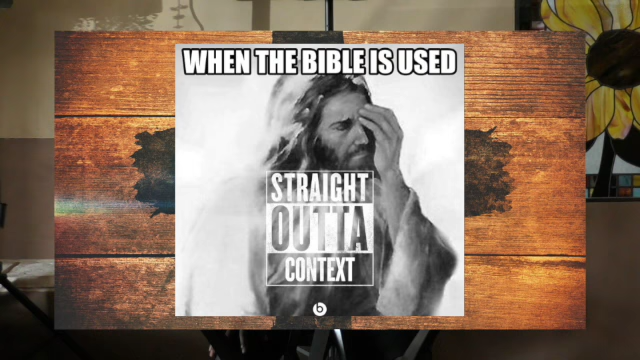 WHEN THE BIBLE IS USED
STRAIGHT
OUTTA
CONTEXT
b